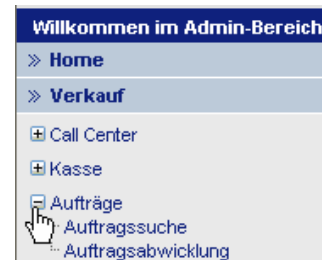 Willkommen im Admin-Bereich
» Home
» Verkauf
Call Center
Kasse
Aufträge
Auftragssuche
Auftragsabwicklung